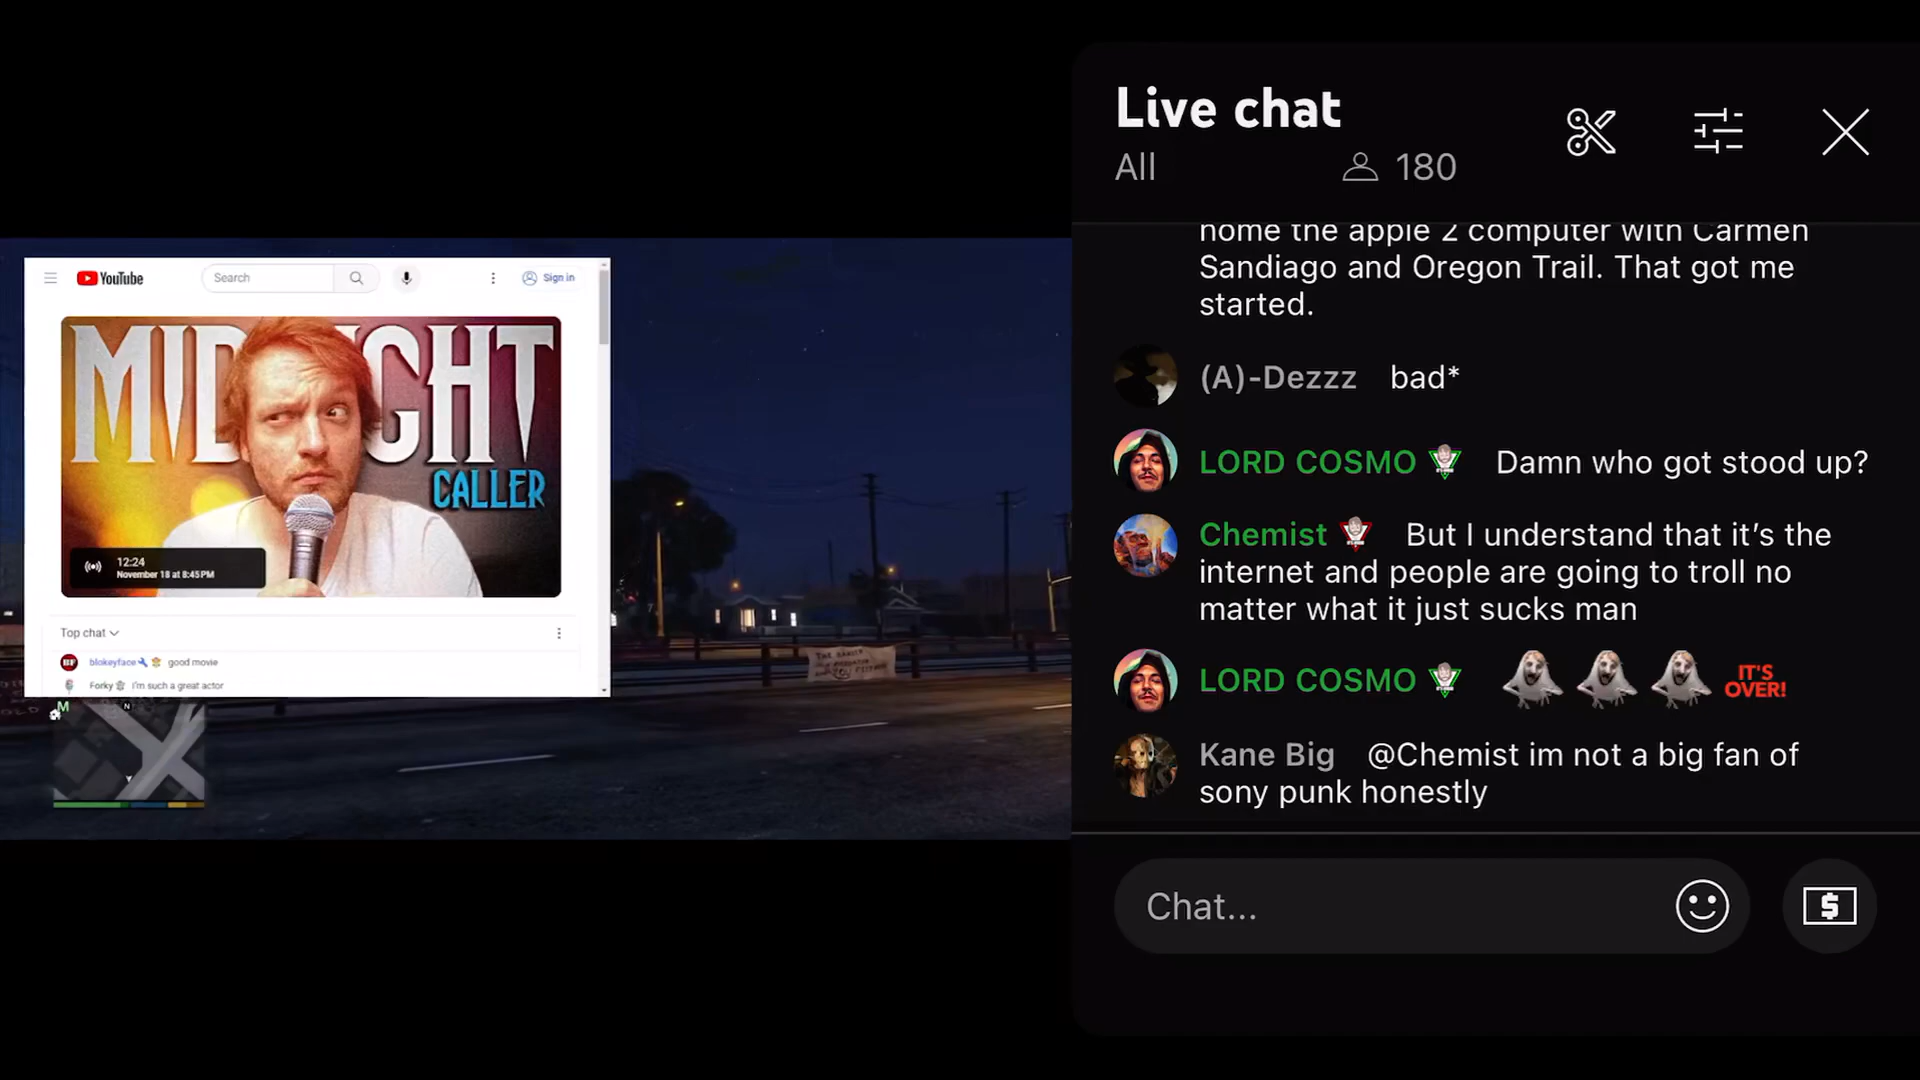 Live chat
All
180
home the apple 2 computer with Carmen
Sandiago and Oregon Trail. That got me
started.
(A)-Dezzz bad*
LORD COSMO Damn who got stood up?
Chemist But I understand that it’s the
internet and people are going to troll no
matter what it just sucks man
LORD COSMO IT'S
OVER!
Kane Big @Chemist im not a big fan of
sony punk honestly
Chat...
YouTube
Search
Sign in
MIDNIGHT
CALLER
12:24
November 18 at 8:45 PM
Top chat
blokeyface good movie
Forky I'm such a great actor
M
N